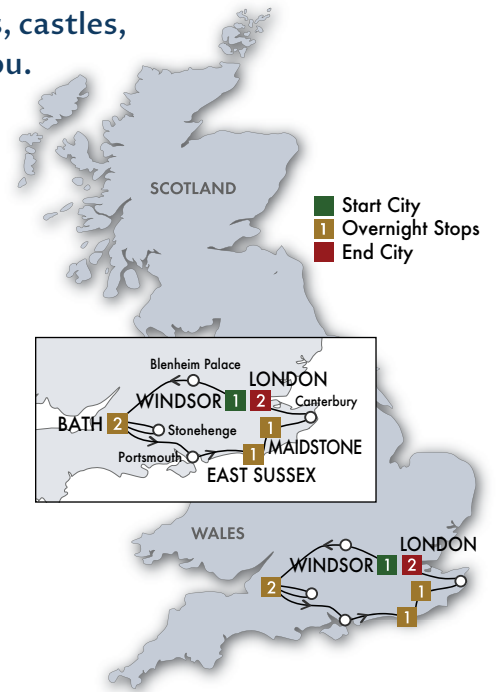 s, castles,
ou.
SCOTLAND
Start City
1 Overnight Stops
End City
Blenheim Palace
LONDON
WINDSOR 1 2
Canterbury
BATH 2
Stonehenge
1
MAIDSTONE
Portsmouth
1
EAST SUSSEX
WALES
LONDON
WINDSOR 1 2
2
1
1